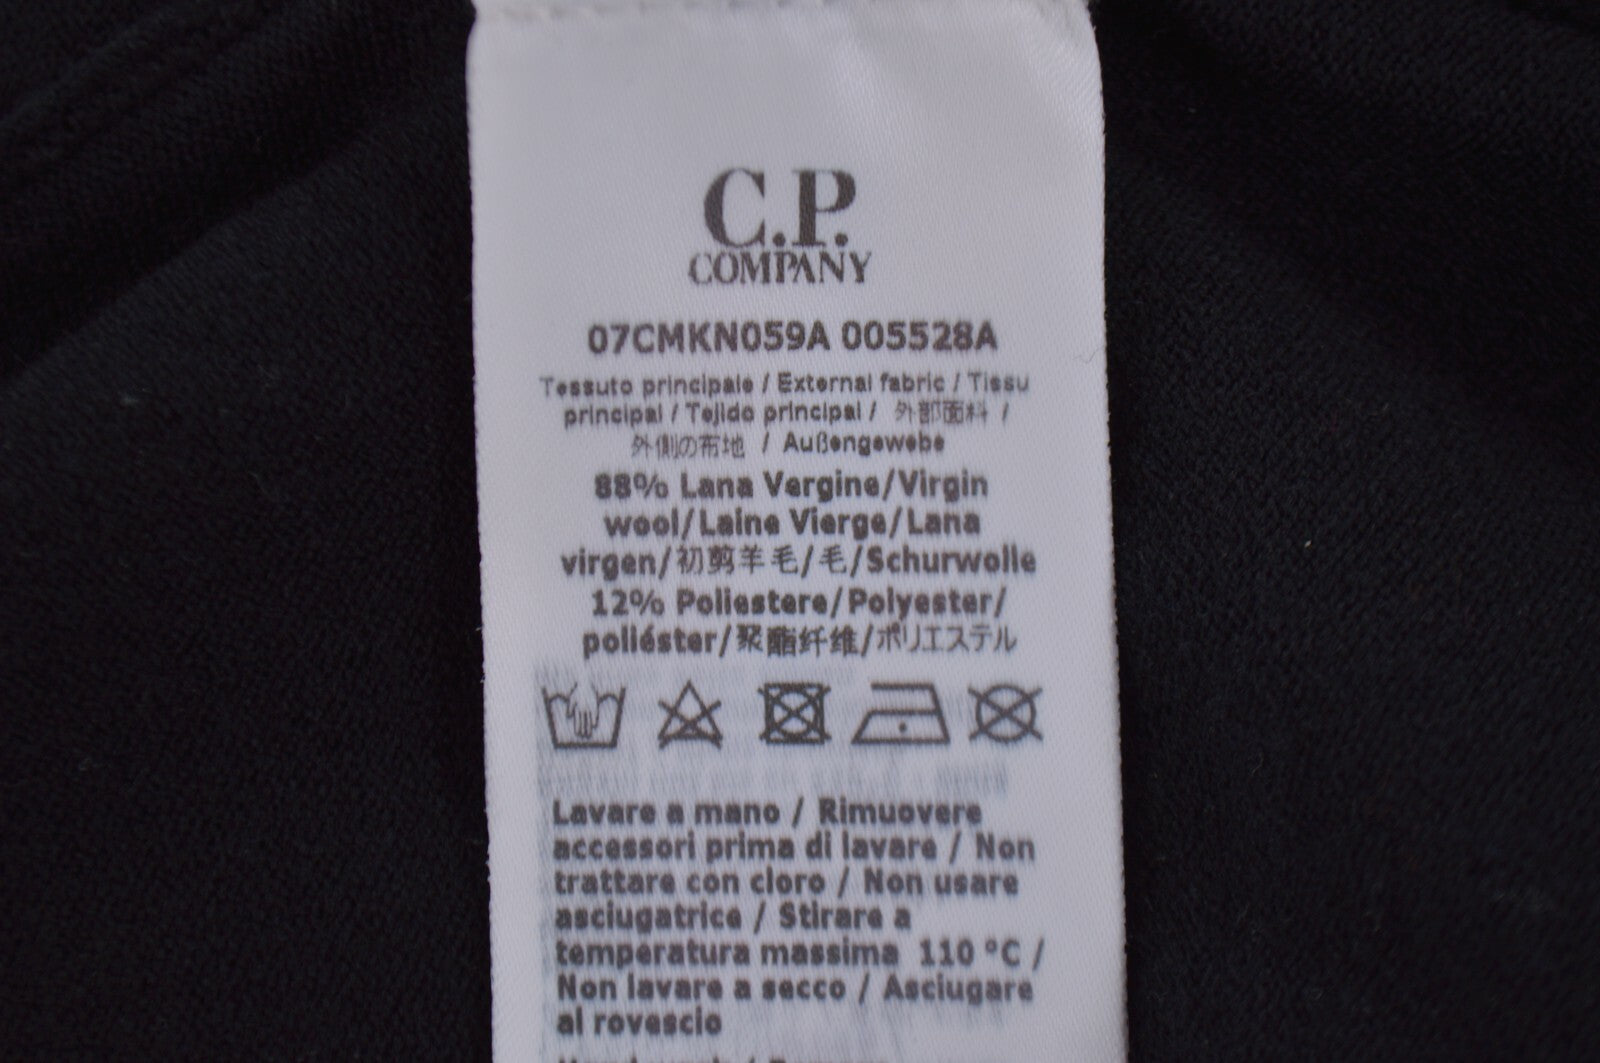 C.P.
COMPANY
07CMKN059A 005528A
Tessuto principale / External fabric / Tissu
principal / Tejido principal / 外部面料 /
外側の布地 / Außengewebe
88% Lana Vergine/Virgin
wool/Laine Vierge/Lana
virgen/初剪羊毛/毛/Schurwolle
12% Poliestere/Polyester/
poliéster/聚酯纤维/ポリエステル
Lavare a mano / Rimuovere
accessori prima di lavare / Non
trattare con cloro / Non usare
asciugatrice / Stirare a
temperatura massima 110 °C /
Non lavare a secco / Asciugare
al rovescio